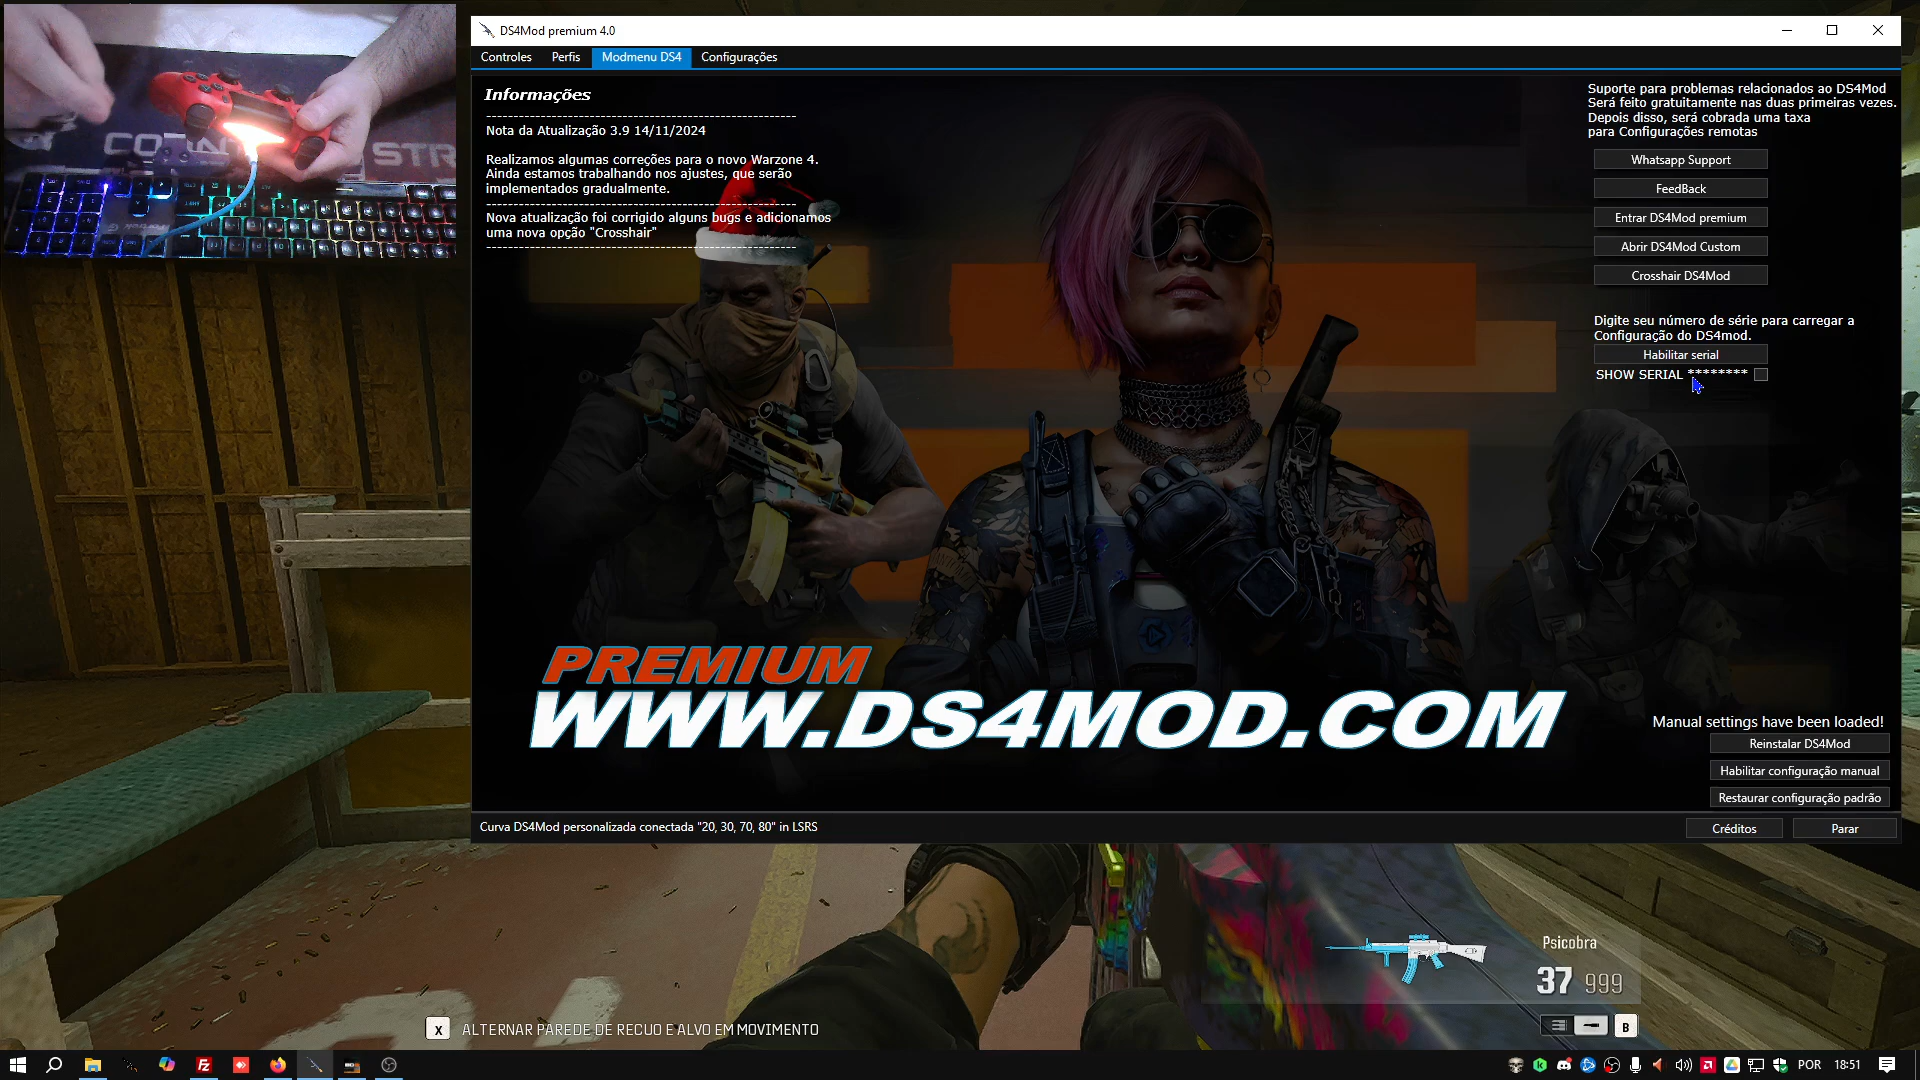 DS4Mod premium 4.0
Controles Perfis Modmenu DS4 Configurações
Informações
Nota da Atualização 3.9 14/11/2024
Realizamos algumas correções para o novo Warzone 4.
Ainda estamos trabalhando nos ajustes, que serão
implementados gradualmente.
Nova atualização foi corrigido alguns bugs e adicionamos
uma nova opção "Crosshair"
Suporte para problemas relacionados ao DS4Mod
Será feito gratuitamente nas duas primeiras vezes.
Depois disso, será cobrada uma taxa
para Configurações remotas
Whatsapp Support
FeedBack
Entrar DS4Mod premium
Abrir DS4Mod Custom
Crosshair DS4Mod
Digite seu número de série para carregar a
Configuração do DS4mod.
Habilitar serial
SHOW SERIAL ********
PREMIUM
WWW.DS4MOD.COM
Manual settings have been loaded!
Reinstalar DS4Mod
Habilitar configuração manual
Restaurar configuração padrão
Curva DS4Mod personalizada conectada "20, 30, 70, 80" in LSRS
Créditos Parar
Psicobra
37 999
B
X ALTERNAR PAREDE DE RECUO E ALVO EM MOVIMENTO
POR 18:51